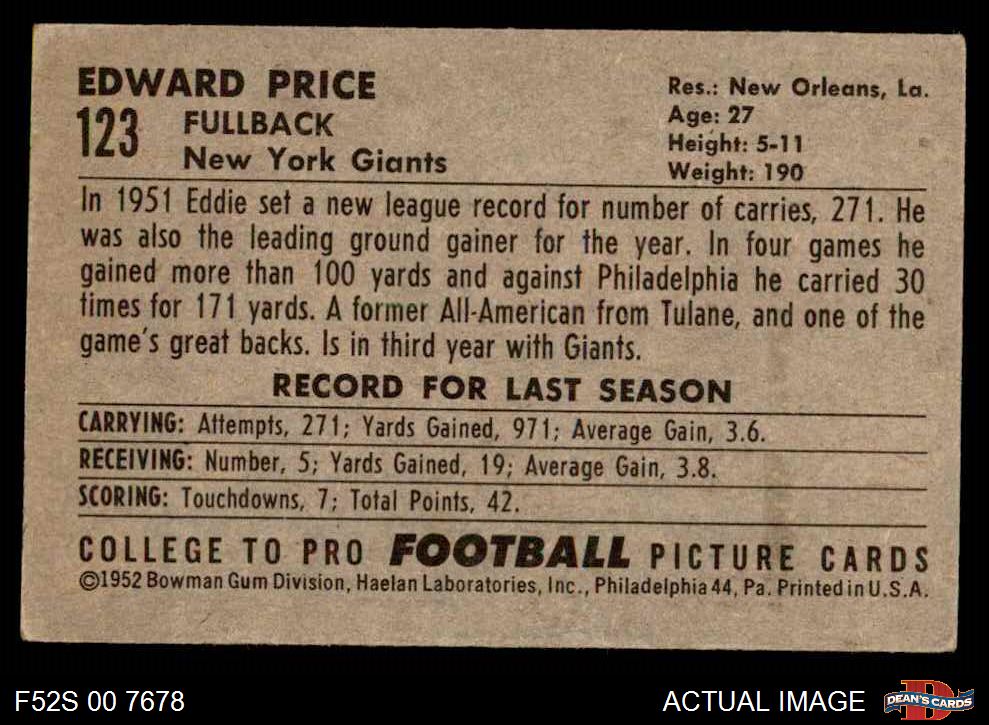 EDWARD PRICE
123
FULLBACK
New York Giants
Res.: New Orleans, La.
Age: 27
Height: 5-11
Weight: 190
In 1951 Eddie set a new league record for number of carries, 271. He
was also the leading ground gainer for the year. In four games he
gained more than 100 yards and against Philadelphia he carried 30
times for 171 yards. A former All-American from Tulane, and one of the
game's great backs. Is in third year with Giants.
RECORD FOR LAST SEASON
CARRYING: Attempts, 271; Yards Gained, 971; Average Gain, 3.6.
RECEIVING: Number, 5; Yards Gained, 19; Average Gain, 3.8.
SCORING: Touchdowns, 7; Total Points, 42.
COLLEGE TO PRO FOOTBALL PICTURE CARDS
©1952 Bowman Gum Division, Haelan Laboratories, Inc., Philadelphia 44, Pa. Printed in U.S.A.
F52S 00 7678
ACTUAL IMAGE
D
DEAN'S CARDS